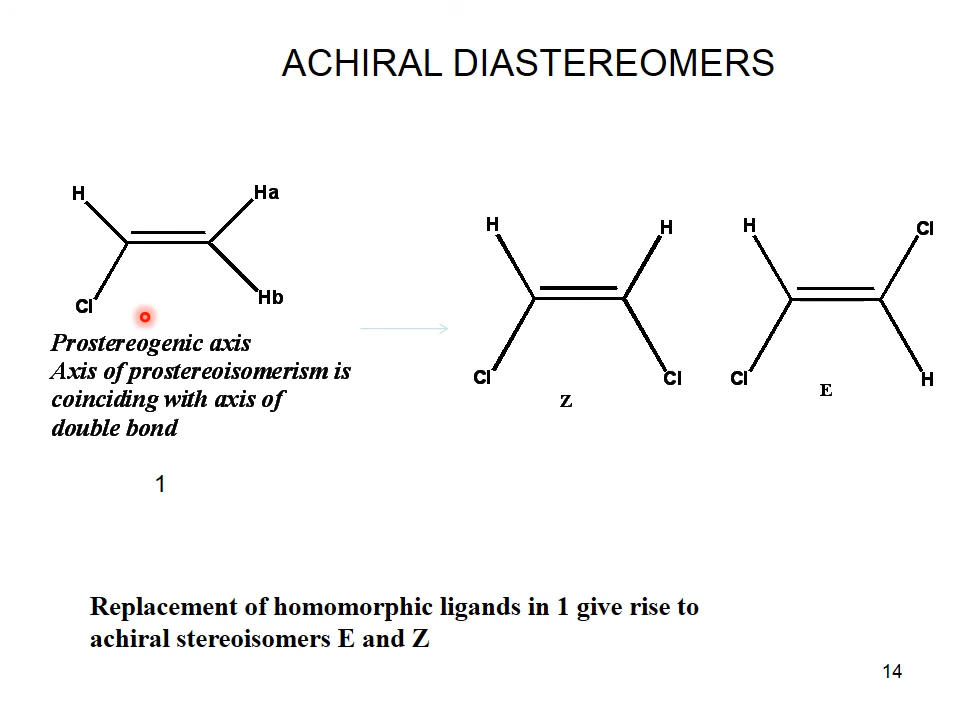 ACHIRAL DIASTEREOMERS
H
Ha
Cl
Hb
Prostereogenic axis
Axis of prostereoisomerism is
coinciding with axis of
double bond
1
H
H
Cl
Cl
Z
H
Cl
Cl
H
E
Replacement of homomorphic ligands in 1 give rise to
achiral stereoisomers E and Z
14